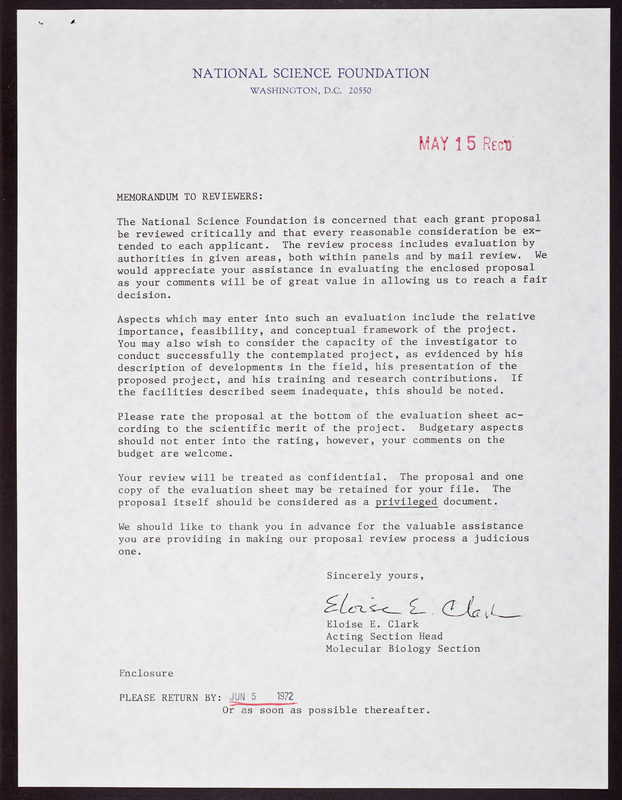 NATIONAL SCIENCE FOUNDATION
WASHINGTON, D.C. 20550
MAY 15 REC'D
MEMORANDUM TO REVIEWERS:
The National Science Foundation is concerned that each grant proposal
be reviewed critically and that every reasonable consideration be ex-
tended to each applicant. The review process includes evaluation by
authorities in given areas, both within panels and by mail review. We
would appreciate your assistance in evaluating the enclosed proposal
as your comments will be of great value in allowing us to reach a fair
decision.
Aspects which may enter into such an evaluation include the relative
importance, feasibility, and conceptual framework of the project.
You may also wish to consider the capacity of the investigator to
conduct successfully the contemplated project, as evidenced by his
description of developments in the field, his presentation of the
proposed project, and his training and research contributions. If
the facilities described seem inadequate, this should be noted.
Please rate the proposal at the bottom of the evaluation sheet ac-
cording to the scientific merit of the project. Budgetary aspects
should not enter into the rating, however, your comments on the
budget are welcome.
Your review will be treated as confidential. The proposal and one
copy of the evaluation sheet may be retained for your file. The
proposal itself should be considered as a privileged document.
We should like to thank you in advance for the valuable assistance
you are providing in making our proposal review process a judicious
one.
Sincerely yours,
Eloise E. Clark
Eloise E. Clark
Acting Section Head
Molecular Biology Section
Enclosure
PLEASE RETURN BY: JUN 5 1972
Or as soon as possible thereafter.